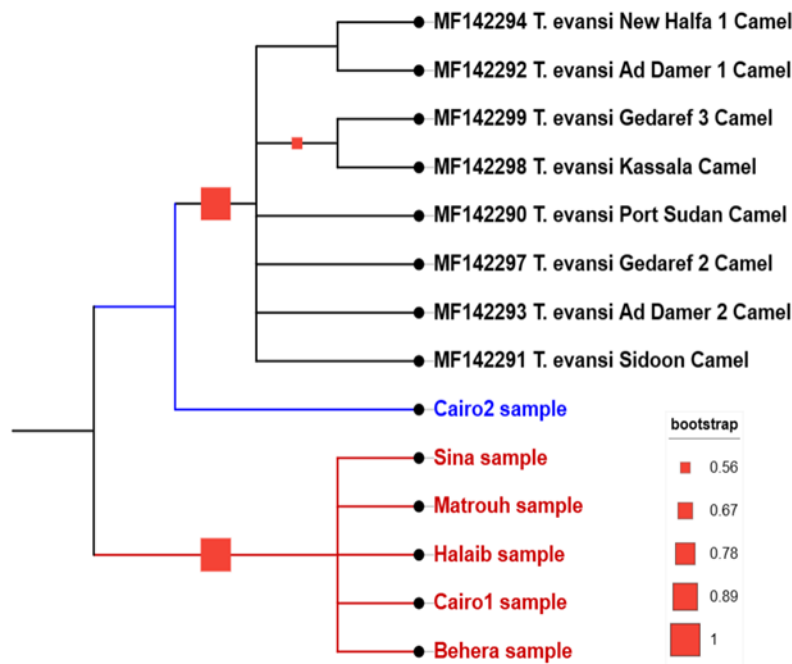 MF142294 T. evansi New Halfa 1 Camel
MF142292 T. evansi Ad Damer 1 Camel
MF142299 T. evansi Gedaref 3 Camel
MF142298 T. evansi Kassala Camel
MF142290 T. evansi Port Sudan Camel
MF142297 T. evansi Gedaref 2 Camel
MF142293 T. evansi Ad Damer 2 Camel
MF142291 T. evansi Sidoon Camel
Cairo2 sample
Sina sample
Matrouh sample
Halaib sample
Cairo1 sample
Behera sample
bootstrap
0.56
0.67
0.78
0.89
1